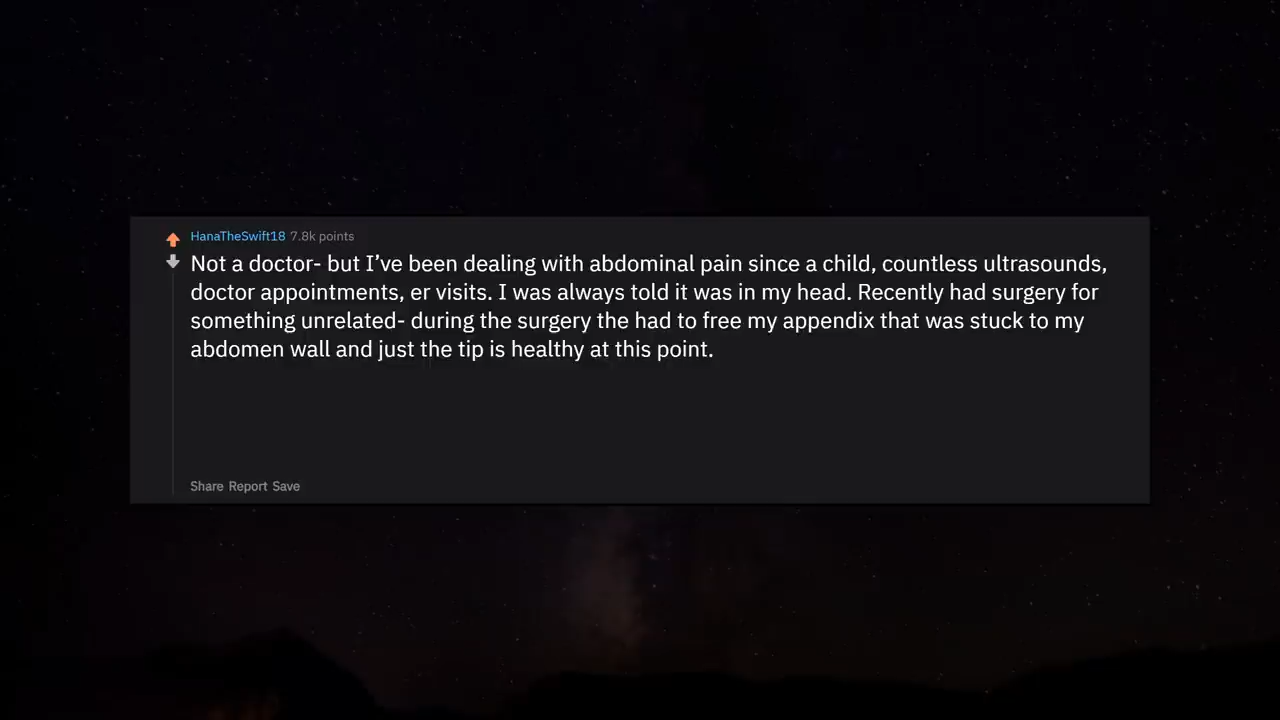 HanaTheSwift18 7.8k points
Not a doctor- but I’ve been dealing with abdominal pain since a child, countless ultrasounds,
doctor appointments, er visits. I was always told it was in my head. Recently had surgery for
something unrelated- during the surgery the had to free my appendix that was stuck to my
abdomen wall and just the tip is healthy at this point.
Share Report Save